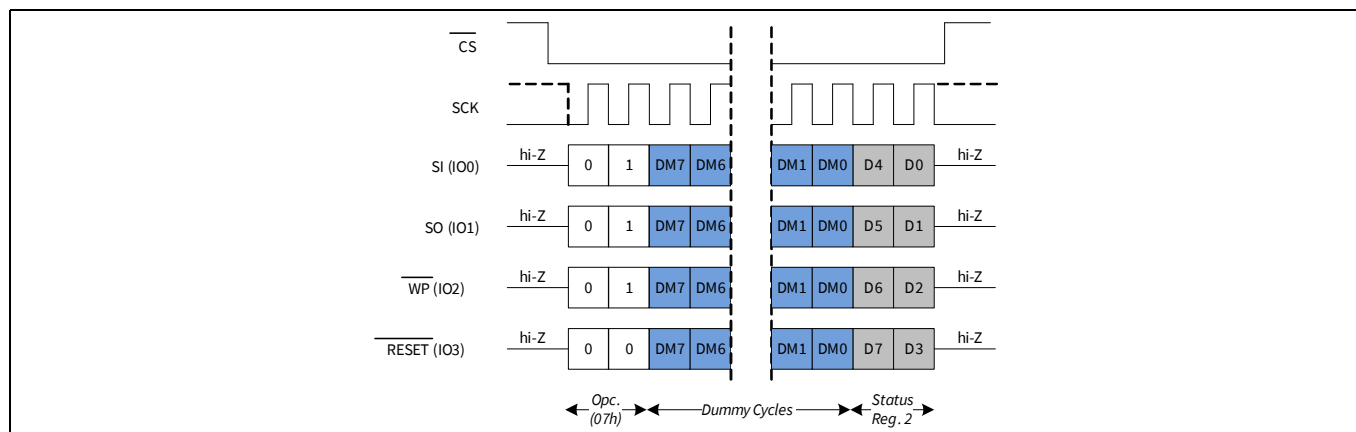 CS
SCK
SI (IO0) hi-Z 0 1 DM7 DM6 DM1 DM0 D4 D0 hi-Z
SO (IO1) hi-Z 0 1 DM7 DM6 DM1 DM0 D5 D1 hi-Z
WP (IO2) hi-Z 0 1 DM7 DM6 DM1 DM0 D6 D2 hi-Z
RESET (IO3) hi-Z 0 0 DM7 DM6 DM1 DM0 D7 D3 hi-Z
Opc.
(07h)
Dummy Cycles
Status
Reg. 2